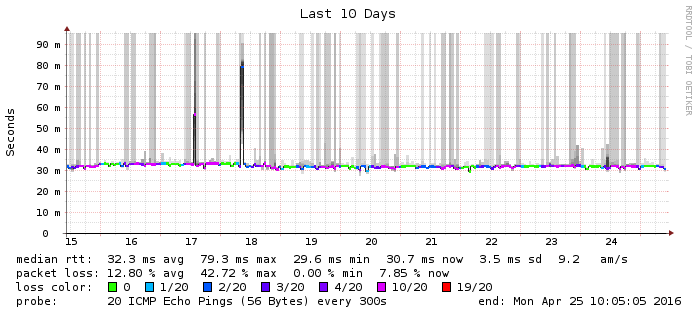 Last 10 Days
RRDTOOL / TOBI OETIKER
Seconds
90 m
80 m
70 m
60 m
50 m
40 m
30 m
20 m
10 m
0
15 16 17 18 19 20 21 22 23 24
median rtt: 32.3 ms avg 79.3 ms max 29.6 ms min 30.7 ms now 3.5 ms sd 9.2 am/s
packet loss: 12.80 % avg 42.72 % max 0.00 % min 7.85 % now
loss color: 0 1/20 2/20 3/20 4/20 10/20 19/20
probe: 20 ICMP Echo Pings (56 Bytes) every 300s end: Mon Apr 25 10:05:05 2016